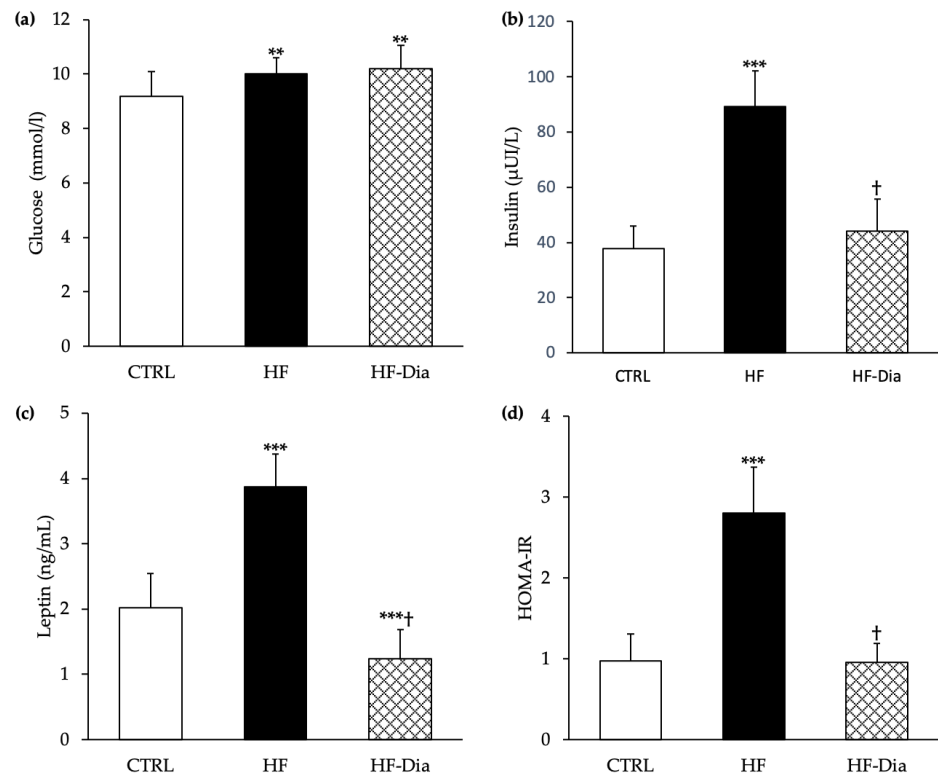 (a)
Glucose (mmol/l)
12
10
8
6
4
2
0
**
**
CTRL HF HF-Dia
(b)
Insulin (µUI/L)
120
100
80
60
40
20
0
***
†
CTRL HF HF-Dia
(c)
Leptin (ng/mL)
5
4
3
2
1
0
***
***†
CTRL HF HF-Dia
(d)
HOMA-IR
4
3
2
1
0
***
†
CTRL HF HF-Dia